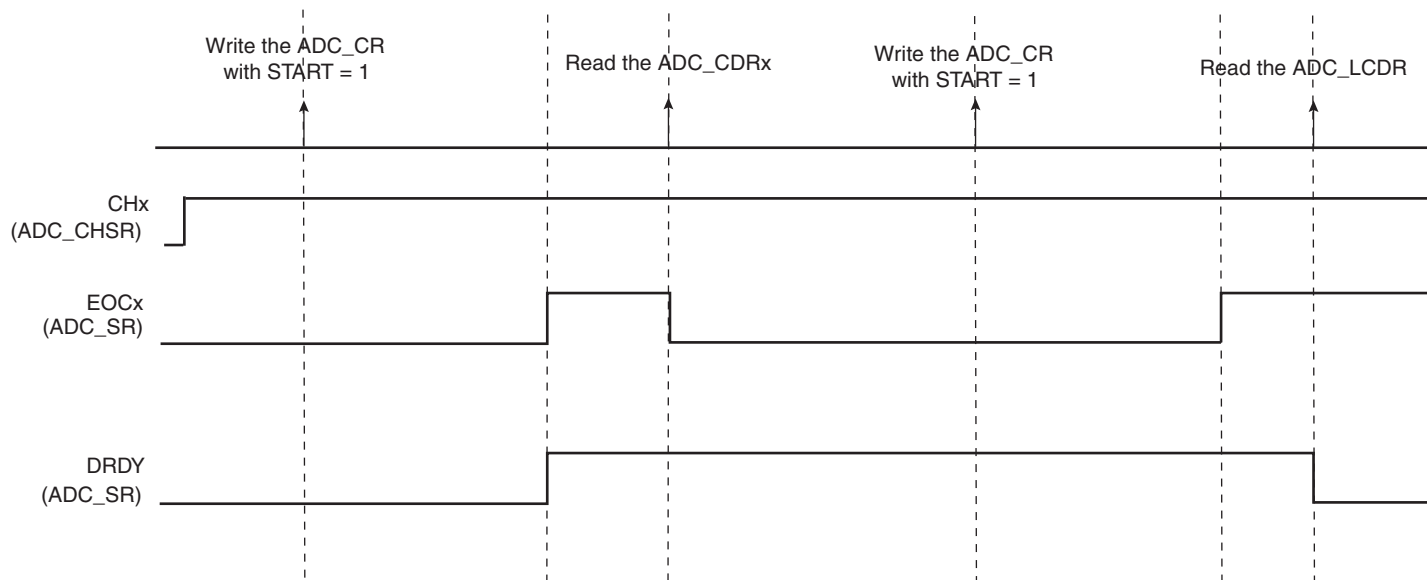 Write the ADC_CR
with START = 1
Read the ADC_CDRx
Write the ADC_CR
with START = 1
Read the ADC_LCDR
CHx
(ADC_CHSR)
EOCx
(ADC_SR)
DRDY
(ADC_SR)